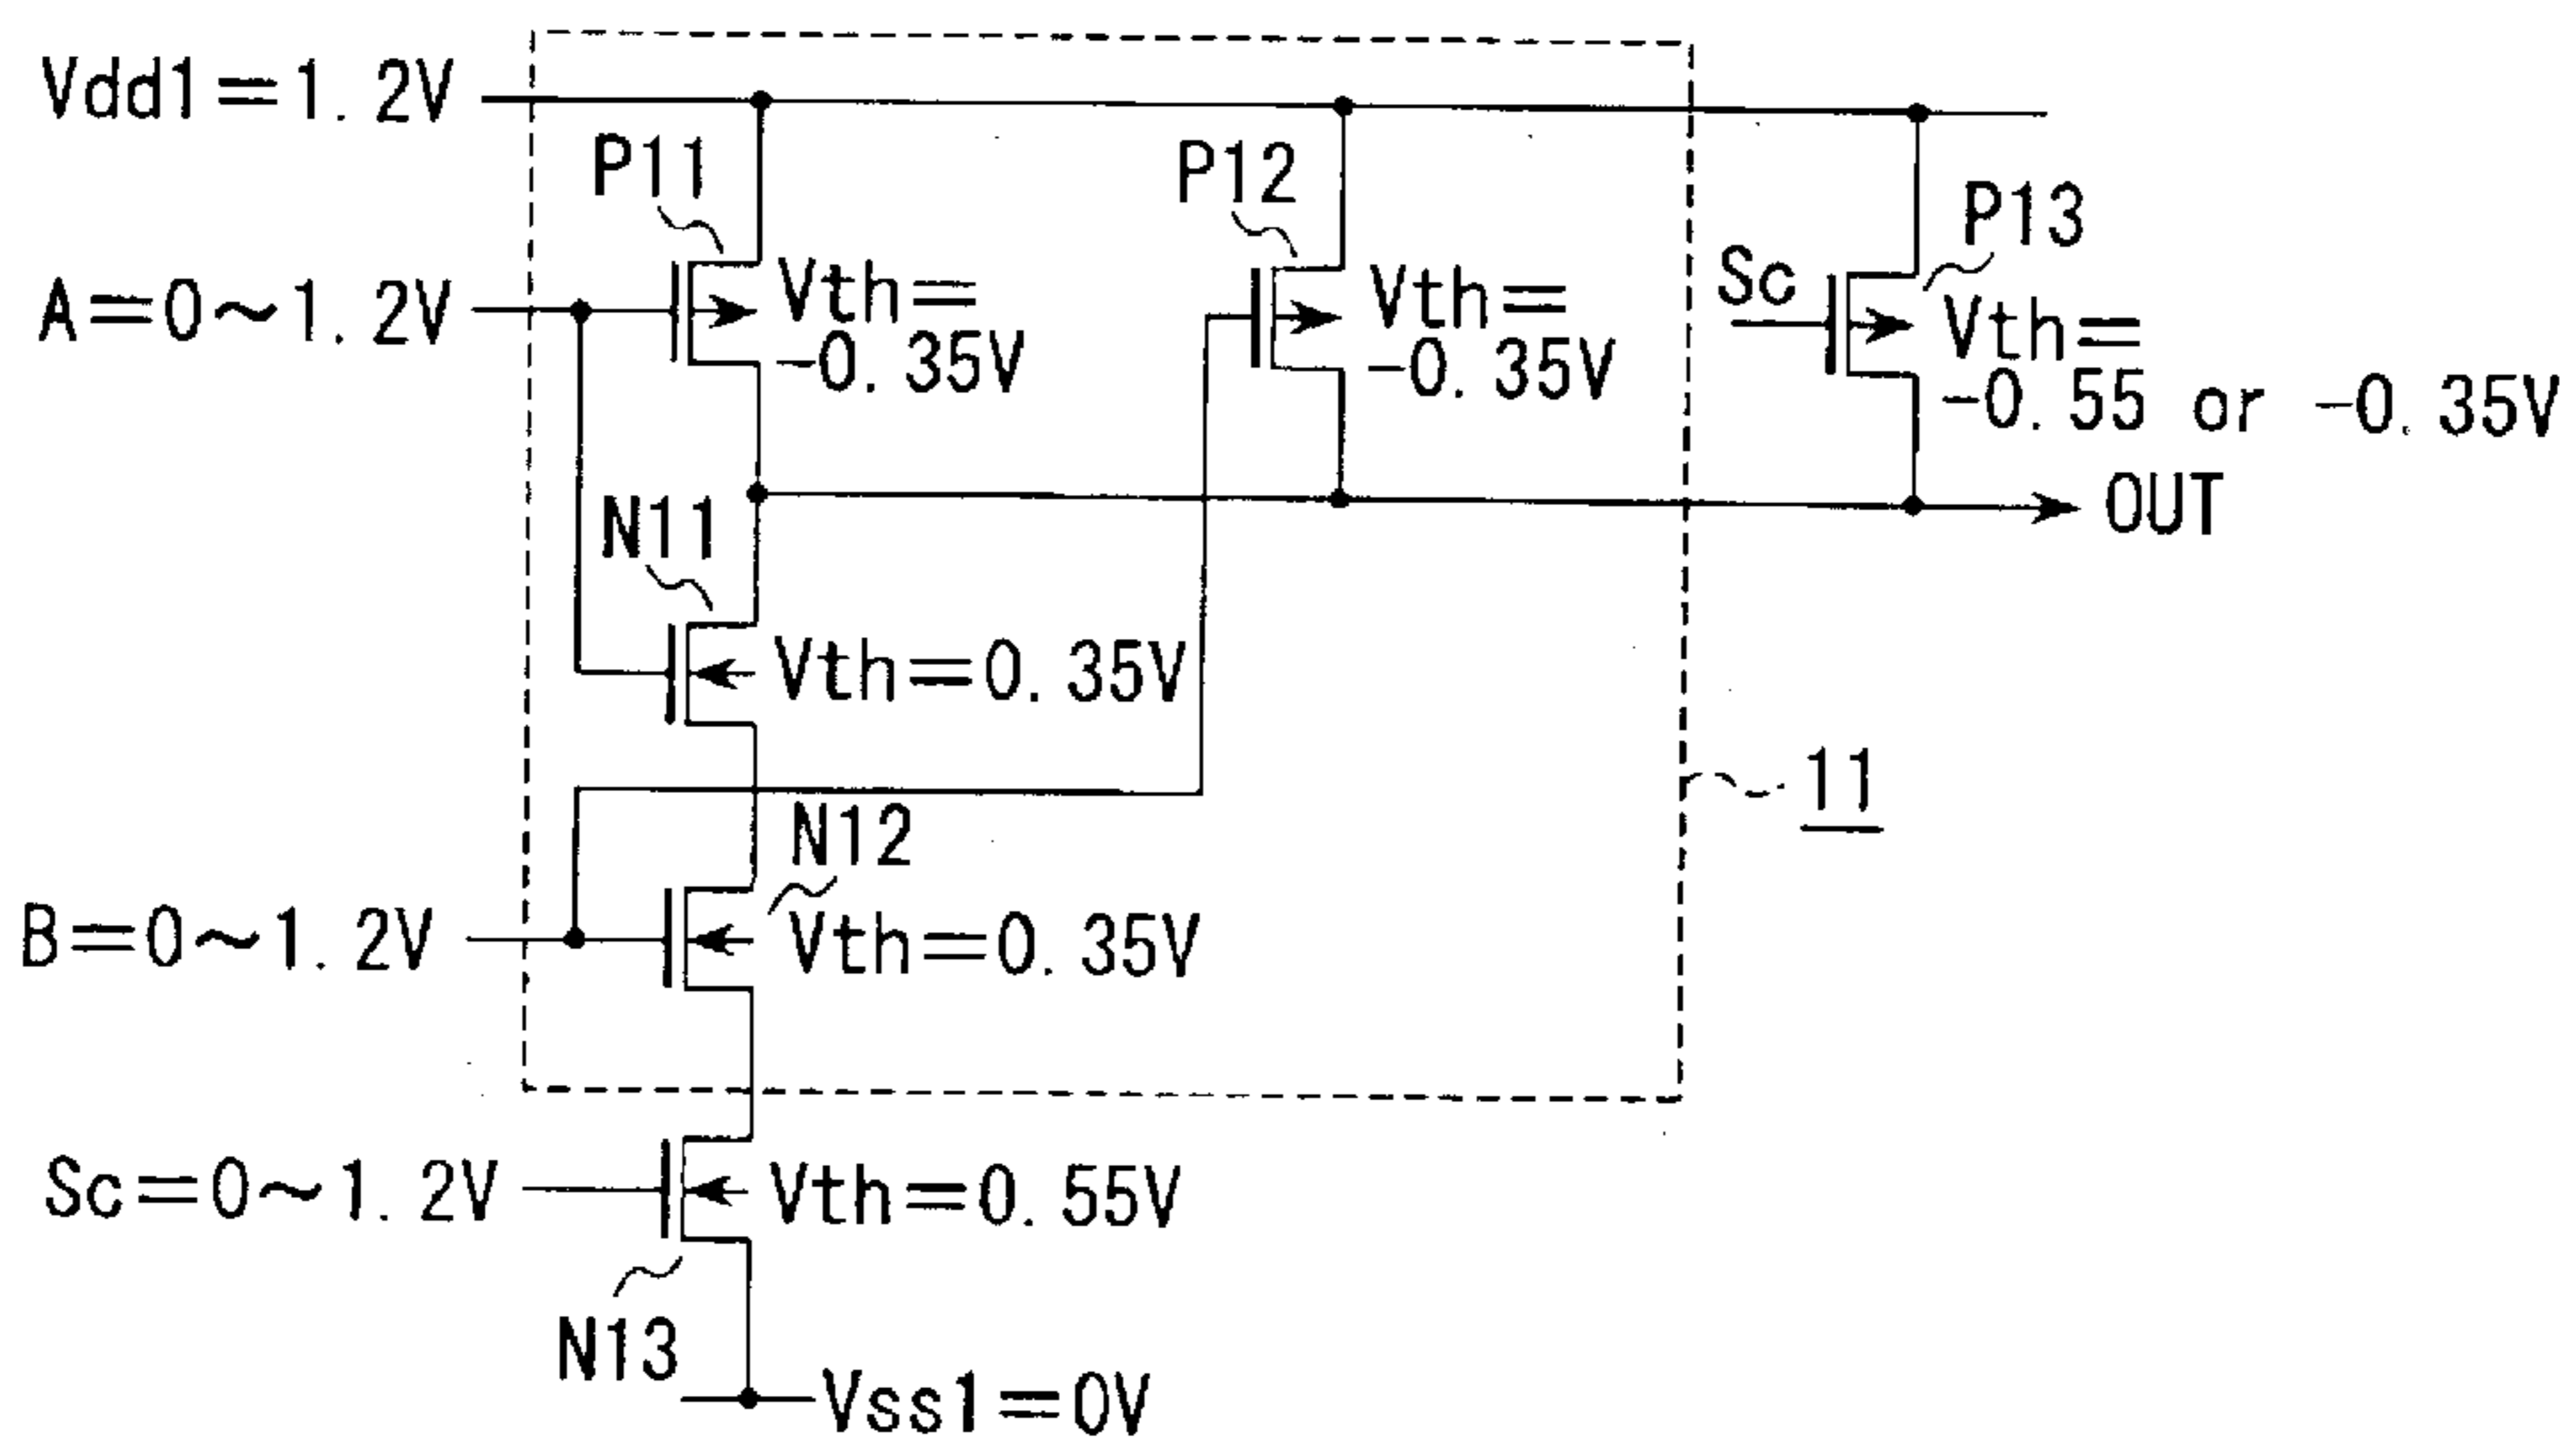 Vdd1=1.2V
P11
P12
P13
A=0~1.2V
Vth=
-0.35V
Vth=
-0.35V
Sc
Vth=
-0.55 or -0.35V
OUT
N11
Vth=0.35V
11
N12
B=0~1.2V
Vth=0.35V
Sc=0~1.2V
Vth=0.55V
N13
Vss1=0V